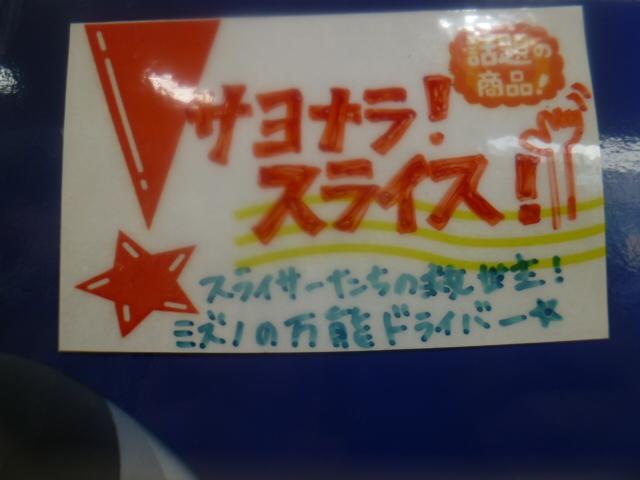 話題の
商品!
サヨナラ!
スライス!
スライサーたちの救世主!
ミズノの万能ドライバー☆